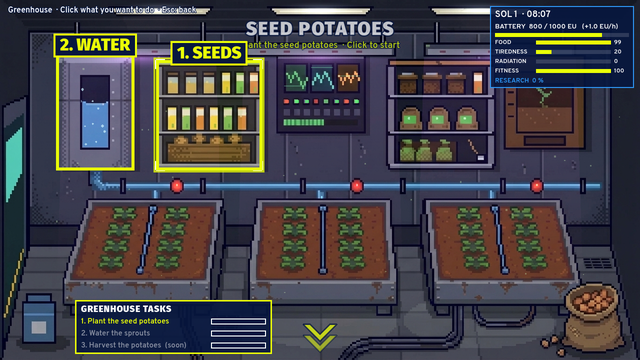 Greenhouse · Click what you want to do · Esc: back
SEED POTATOES
ant the seed potatoes · Click to start
2. WATER
1. SEEDS
SOL 1 · 08:07
BATTERY 800 / 1000 EU (+1.0 EU/h)
FOOD 99
TIREDNESS 20
RADIATION 0
FITNESS 100
RESEARCH 0 %
GREENHOUSE TASKS
1. Plant the seed potatoes
2. Water the sprouts
3. Harvest the potatoes (soon)